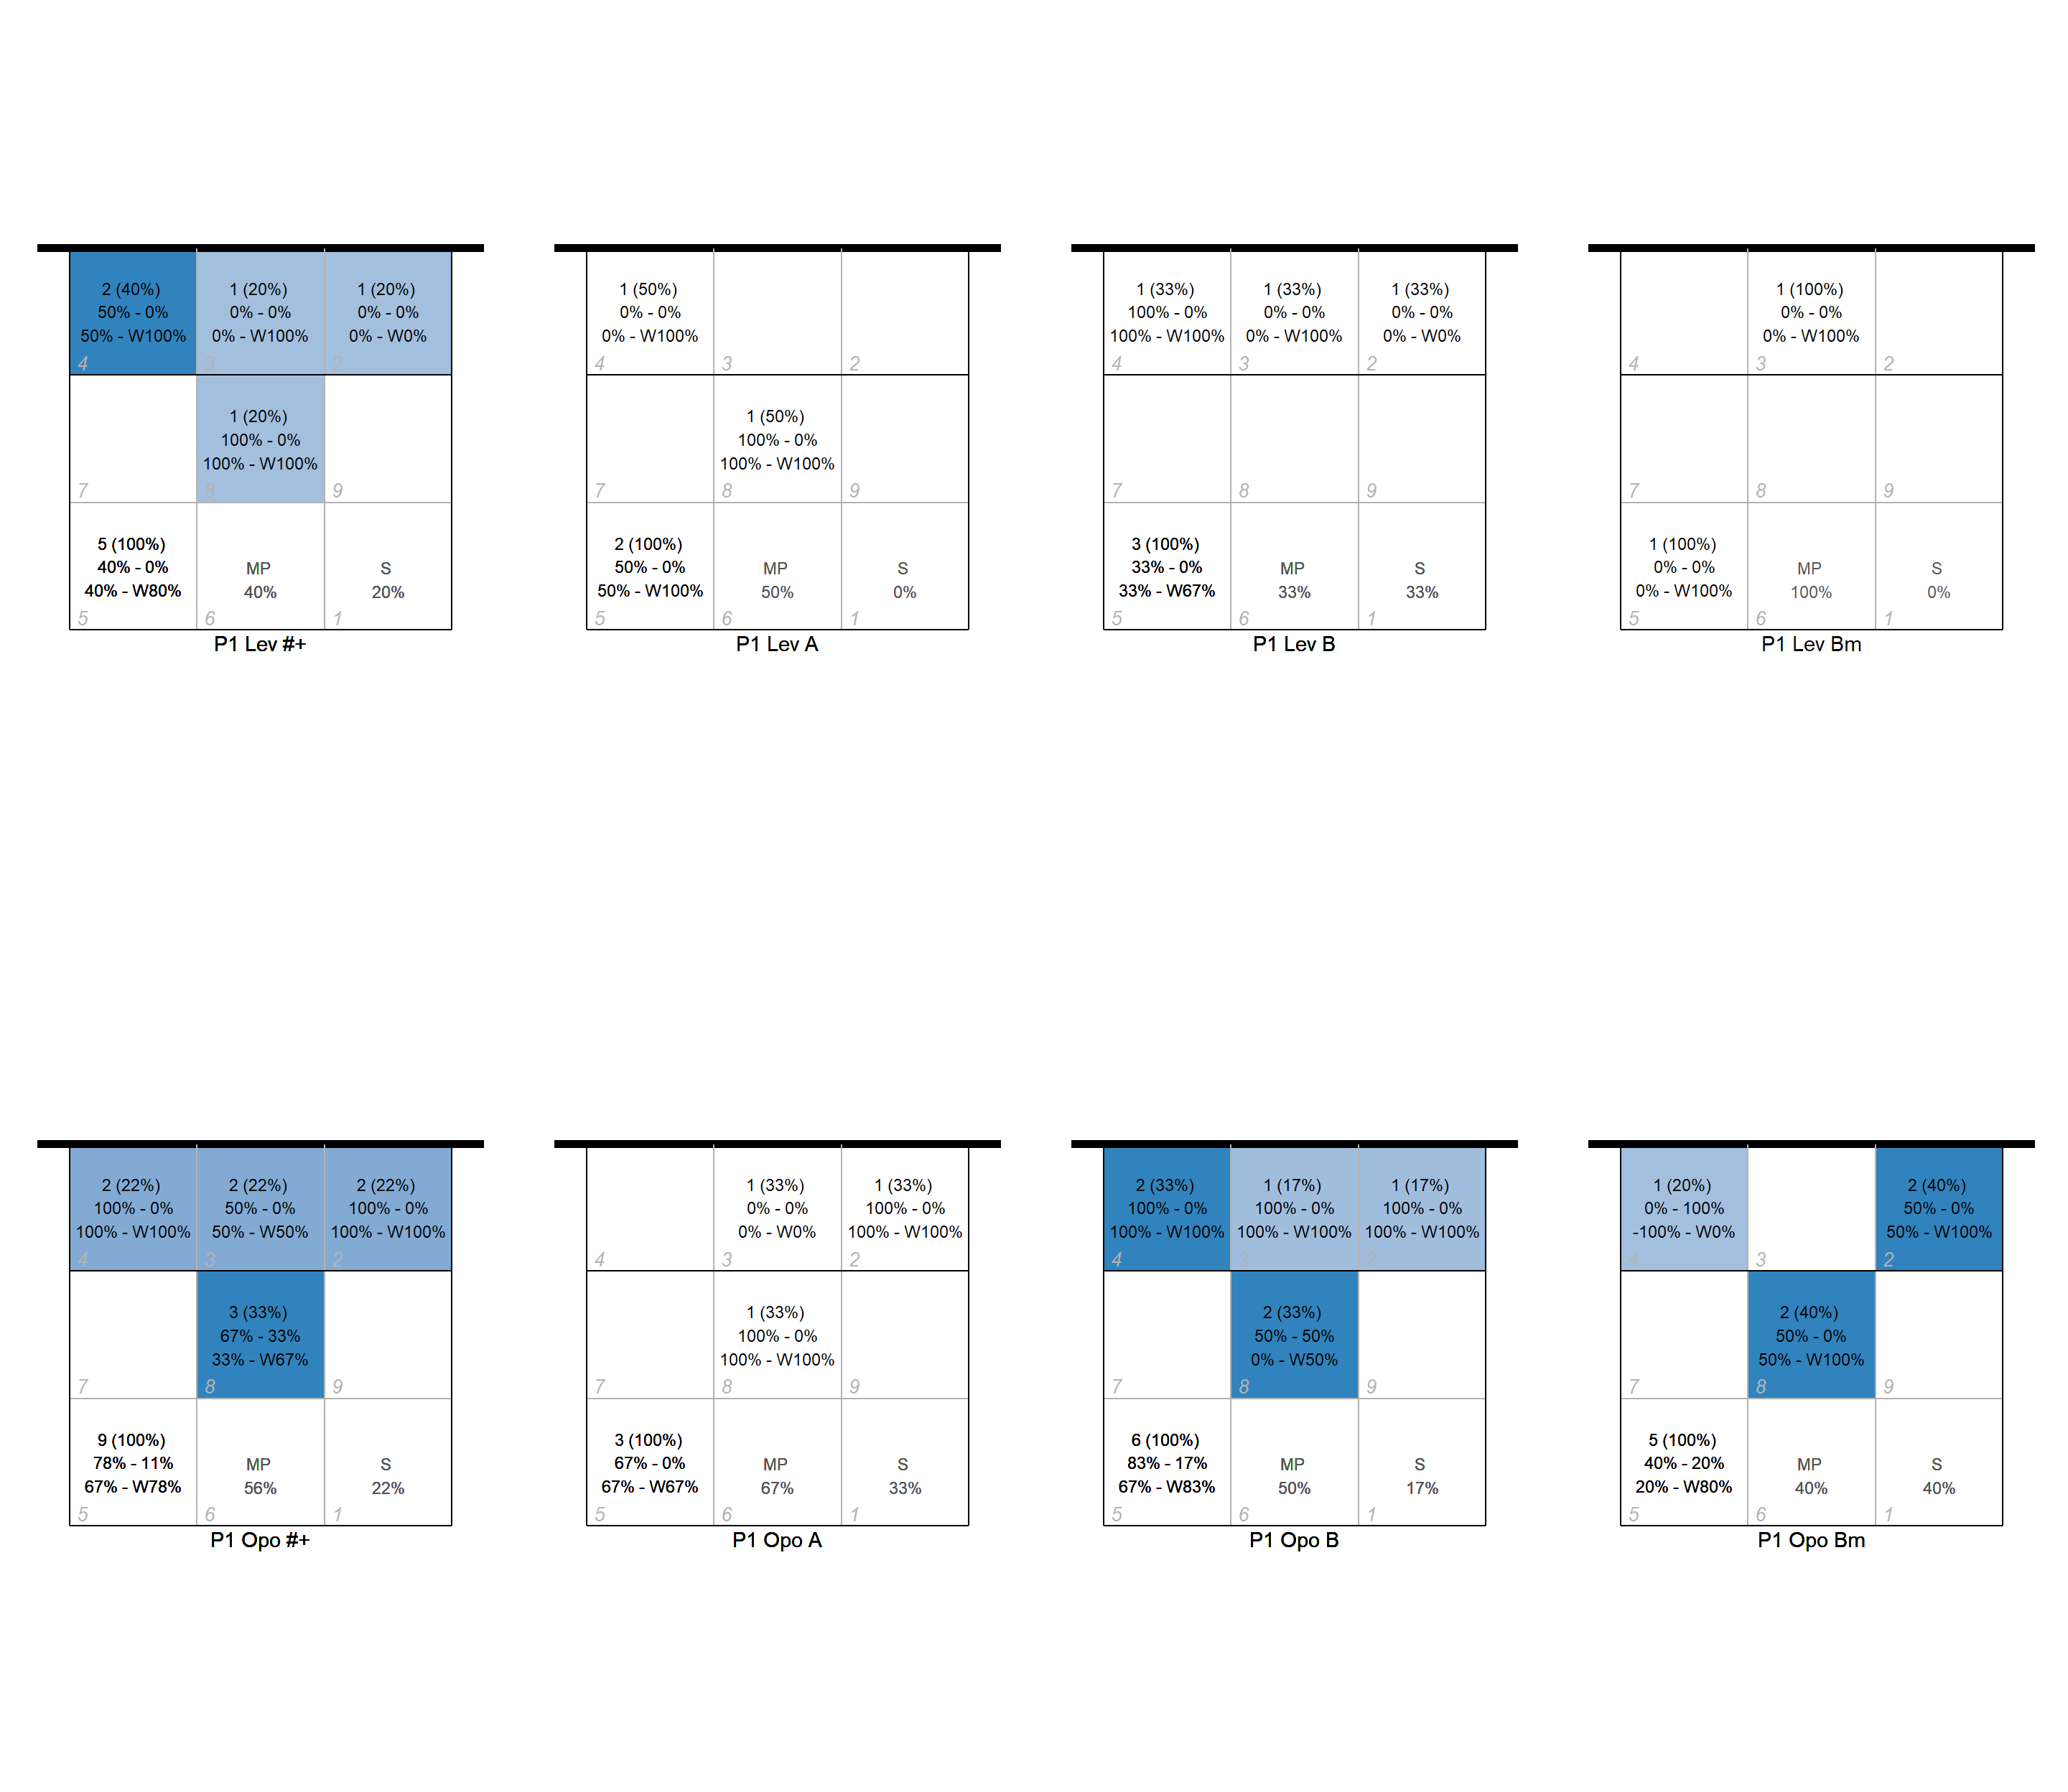 2 (40%)
50% - 0%
50% - W100%
4
1 (20%)
0% - 0%
0% - W100%
3
1 (20%)
0% - 0%
0% - W0%
2
7
1 (20%)
100% - 0%
100% - W100%
8
9
5 (100%)
40% - 0%
40% - W80%
5
MP
40%
6
S
20%
1
P1 Lev #+
1 (50%)
0% - 0%
0% - W100%
4
3
2
7
1 (50%)
100% - 0%
100% - W100%
8
9
2 (100%)
50% - 0%
50% - W100%
5
MP
50%
6
S
0%
1
P1 Lev A
1 (33%)
100% - 0%
100% - W100%
4
1 (33%)
0% - 0%
0% - W100%
3
1 (33%)
0% - 0%
0% - W0%
2
7
8
9
3 (100%)
33% - 0%
33% - W67%
5
MP
33%
6
S
33%
1
P1 Lev B
4
1 (100%)
0% - 0%
0% - W100%
3
2
7
8
9
1 (100%)
0% - 0%
0% - W100%
5
MP
100%
6
S
0%
1
P1 Lev Bm
2 (22%)
100% - 0%
100% - W100%
4
2 (22%)
50% - 0%
50% - W50%
3
2 (22%)
100% - 0%
100% - W100%
2
7
3 (33%)
67% - 33%
33% - W67%
8
9
9 (100%)
78% - 11%
67% - W78%
5
MP
56%
6
S
22%
1
P1 Opo #+
4
1 (33%)
0% - 0%
0% - W0%
3
1 (33%)
100% - 0%
100% - W100%
2
7
1 (33%)
100% - 0%
100% - W100%
8
9
3 (100%)
67% - 0%
67% - W67%
5
MP
67%
6
S
33%
1
P1 Opo A
2 (33%)
100% - 0%
100% - W100%
4
1 (17%)
100% - 0%
100% - W100%
3
1 (17%)
100% - 0%
100% - W100%
2
7
2 (33%)
50% - 50%
0% - W50%
8
9
6 (100%)
83% - 17%
67% - W83%
5
MP
50%
6
S
17%
1
P1 Opo B
1 (20%)
0% - 100%
-100% - W0%
4
3
2 (40%)
50% - 0%
50% - W100%
2
7
2 (40%)
50% - 0%
50% - W100%
8
9
5 (100%)
40% - 20%
20% - W80%
5
MP
40%
6
S
40%
1
P1 Opo Bm